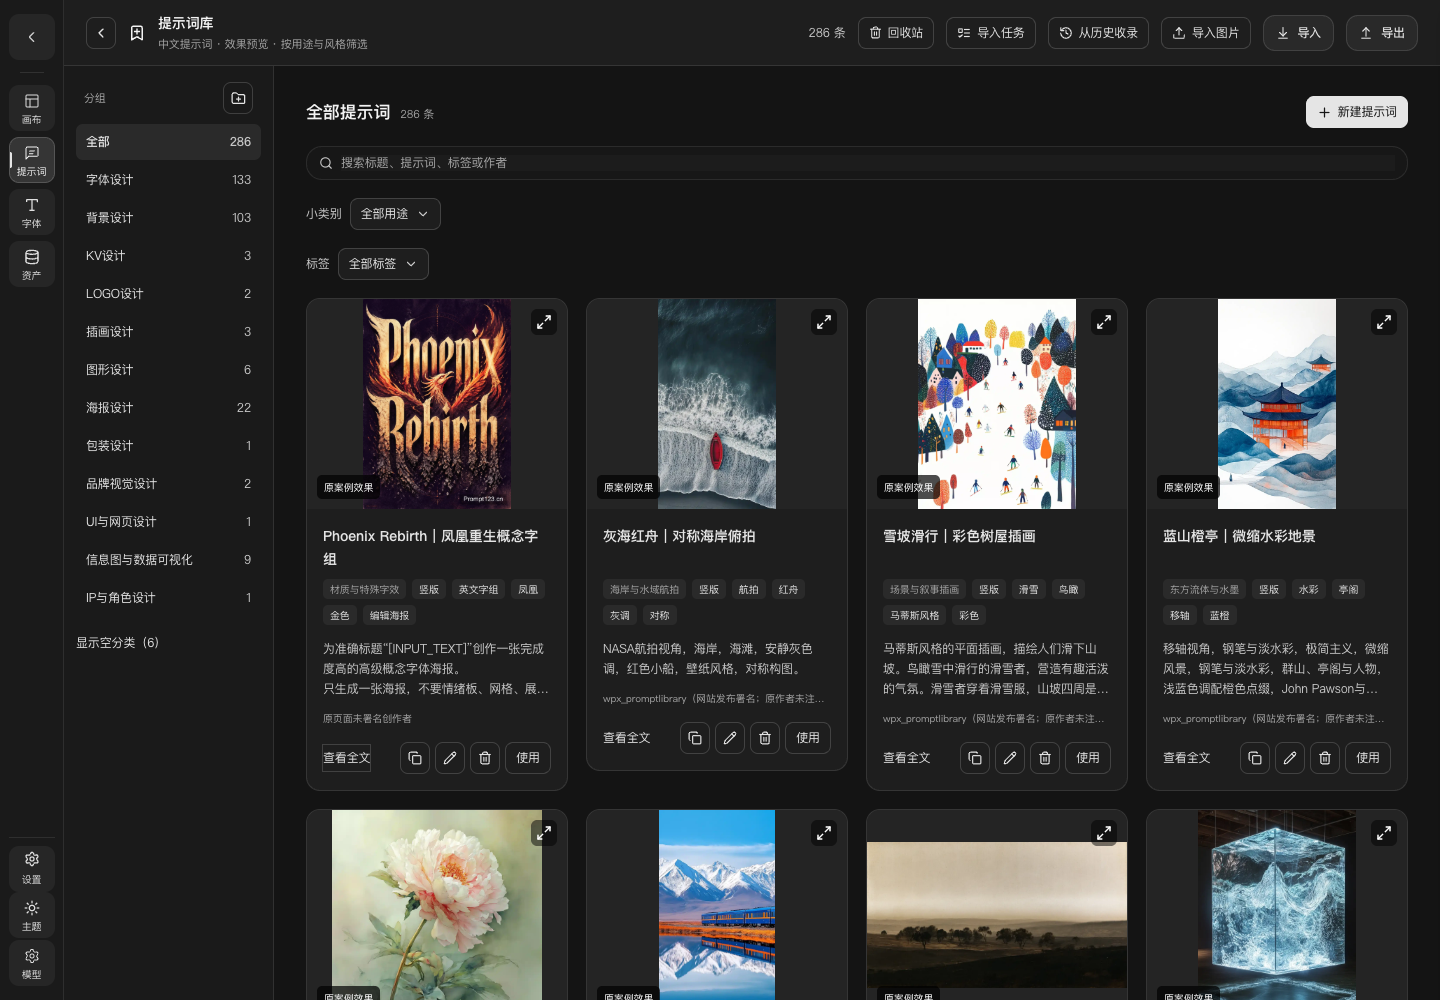 提示词库
中文提示词 · 效果预览 · 按用途与风格筛选
286 条
回收站
导入任务
从历史收录
导入图片
导入
导出
画布
提示词
字体
资产
设置
主题
模型
分组
全部 286
字体设计 133
背景设计 103
KV设计 3
LOGO设计 2
插画设计 3
图形设计 6
海报设计 22
包装设计 1
品牌视觉设计 2
UI与网页设计 1
信息图与数据可视化 9
IP与角色设计 1
显示空分类（6）
全部提示词 286 条
新建提示词
搜索标题、提示词、标签或作者
小类别 全部用途
标签 全部标签
Phoenix
Rebirth
Prompt123.cn
原案例效果
Phoenix Rebirth｜凤凰重生概念字
组
材质与特殊字效 竖版 英文字组 凤凰
金色 编辑海报
为准确标题“[INPUT_TEXT]”创作一张完成
度高的高级概念字体海报。
只生成一张海报，不要情绪板、网格、展...
原页面未署名创作者
查看全文 使用
原案例效果
灰海红舟｜对称海岸俯拍
海岸与水域航拍 竖版 航拍 红舟
灰调 对称
NASA航拍视角，海岸，海滩，安静灰色
调，红色小船，壁纸风格，对称构图。
wpx_promptlibrary（网站发布署名；原作者未注...
查看全文 使用
原案例效果
雪坡滑行｜彩色树屋插画
场景与叙事插画 竖版 滑雪 鸟瞰
马蒂斯风格 彩色
马蒂斯风格的平面插画，描绘人们滑下山
坡。鸟瞰雪中滑行的滑雪者，营造有趣活泼
的气氛。滑雪者穿着滑雪服，山坡四周是...
wpx_promptlibrary（网站发布署名；原作者未注...
查看全文 使用
原案例效果
蓝山橙亭｜微缩水彩地景
东方流体与水墨 竖版 水彩 亭阁
移轴 蓝橙
移轴视角，钢笔与淡水彩，极简主义，微缩
风景，钢笔与淡水彩，群山、亭阁与人物，
浅蓝色调配橙色点缀，John Pawson与...
wpx_promptlibrary（网站发布署名；原作者未注...
查看全文 使用
原案例效果
原案例效果
原案例效果
原案例效果